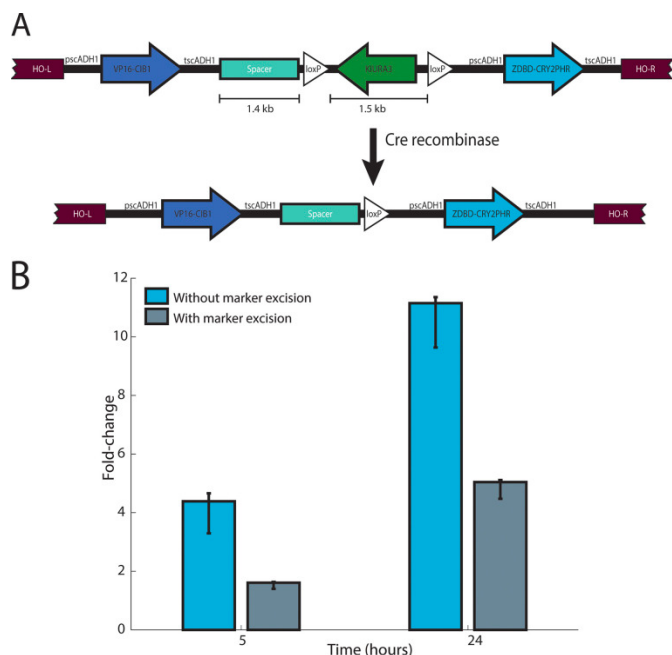 A
pscADH1 tscADH1 pscADH1 tscADH1
HO-L VP16-CIB1 Spacer loxP KlURA3 loxP ZDBD-CRY2PHR HO-R
1.4 kb 1.5 kb
Cre recombinase
pscADH1 tscADH1 pscADH1 tscADH1
HO-L VP16-CIB1 Spacer loxP ZDBD-CRY2PHR HO-R
B
12
Without marker excision
With marker excision
10
8
Fold-change
6
4
2
0
5 24
Time (hours)